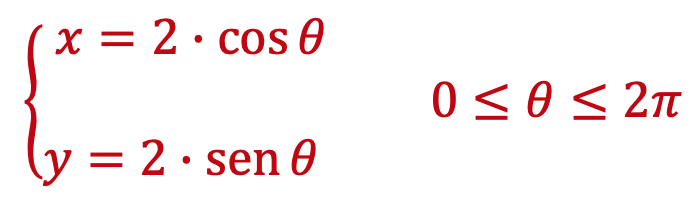 x = 2 · cos θ
0 ≤ θ ≤ 2π
y = 2 · sen θ